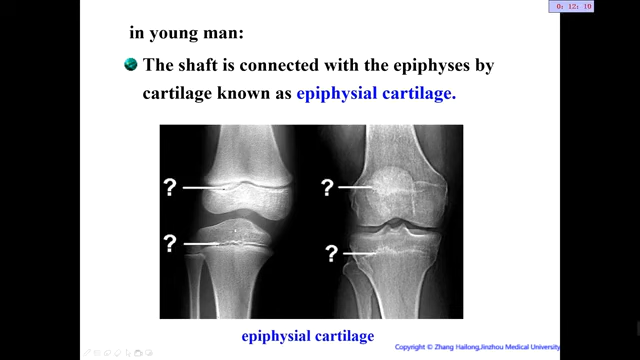 0: 12: 10
in young man:
The shaft is connected with the epiphyses by
cartilage known as epiphysial cartilage.
?
?
?
?
epiphysial cartilage
Copyright © Zhang Hailong,Jinzhou Medical University